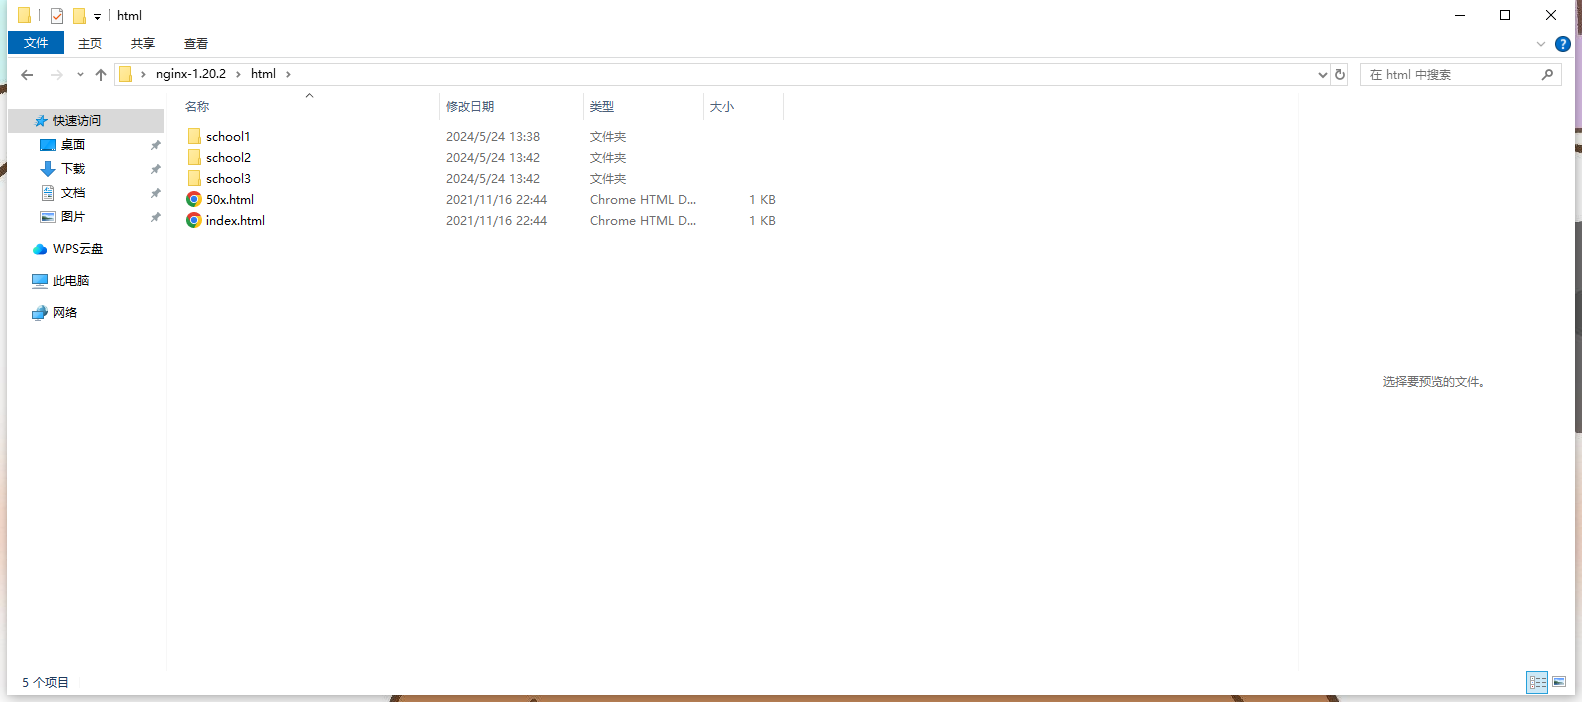 html
文件 主页 共享 查看
nginx-1.20.2 html
在 html 中搜索
名称 修改日期 类型 大小
快速访问
桌面
下载
文档
图片
WPS云盘
此电脑
网络
school1 2024/5/24 13:38 文件夹
school2 2024/5/24 13:42 文件夹
school3 2024/5/24 13:42 文件夹
50x.html 2021/11/16 22:44 Chrome HTML D... 1 KB
index.html 2021/11/16 22:44 Chrome HTML D... 1 KB
选择要预览的文件。
5 个项目